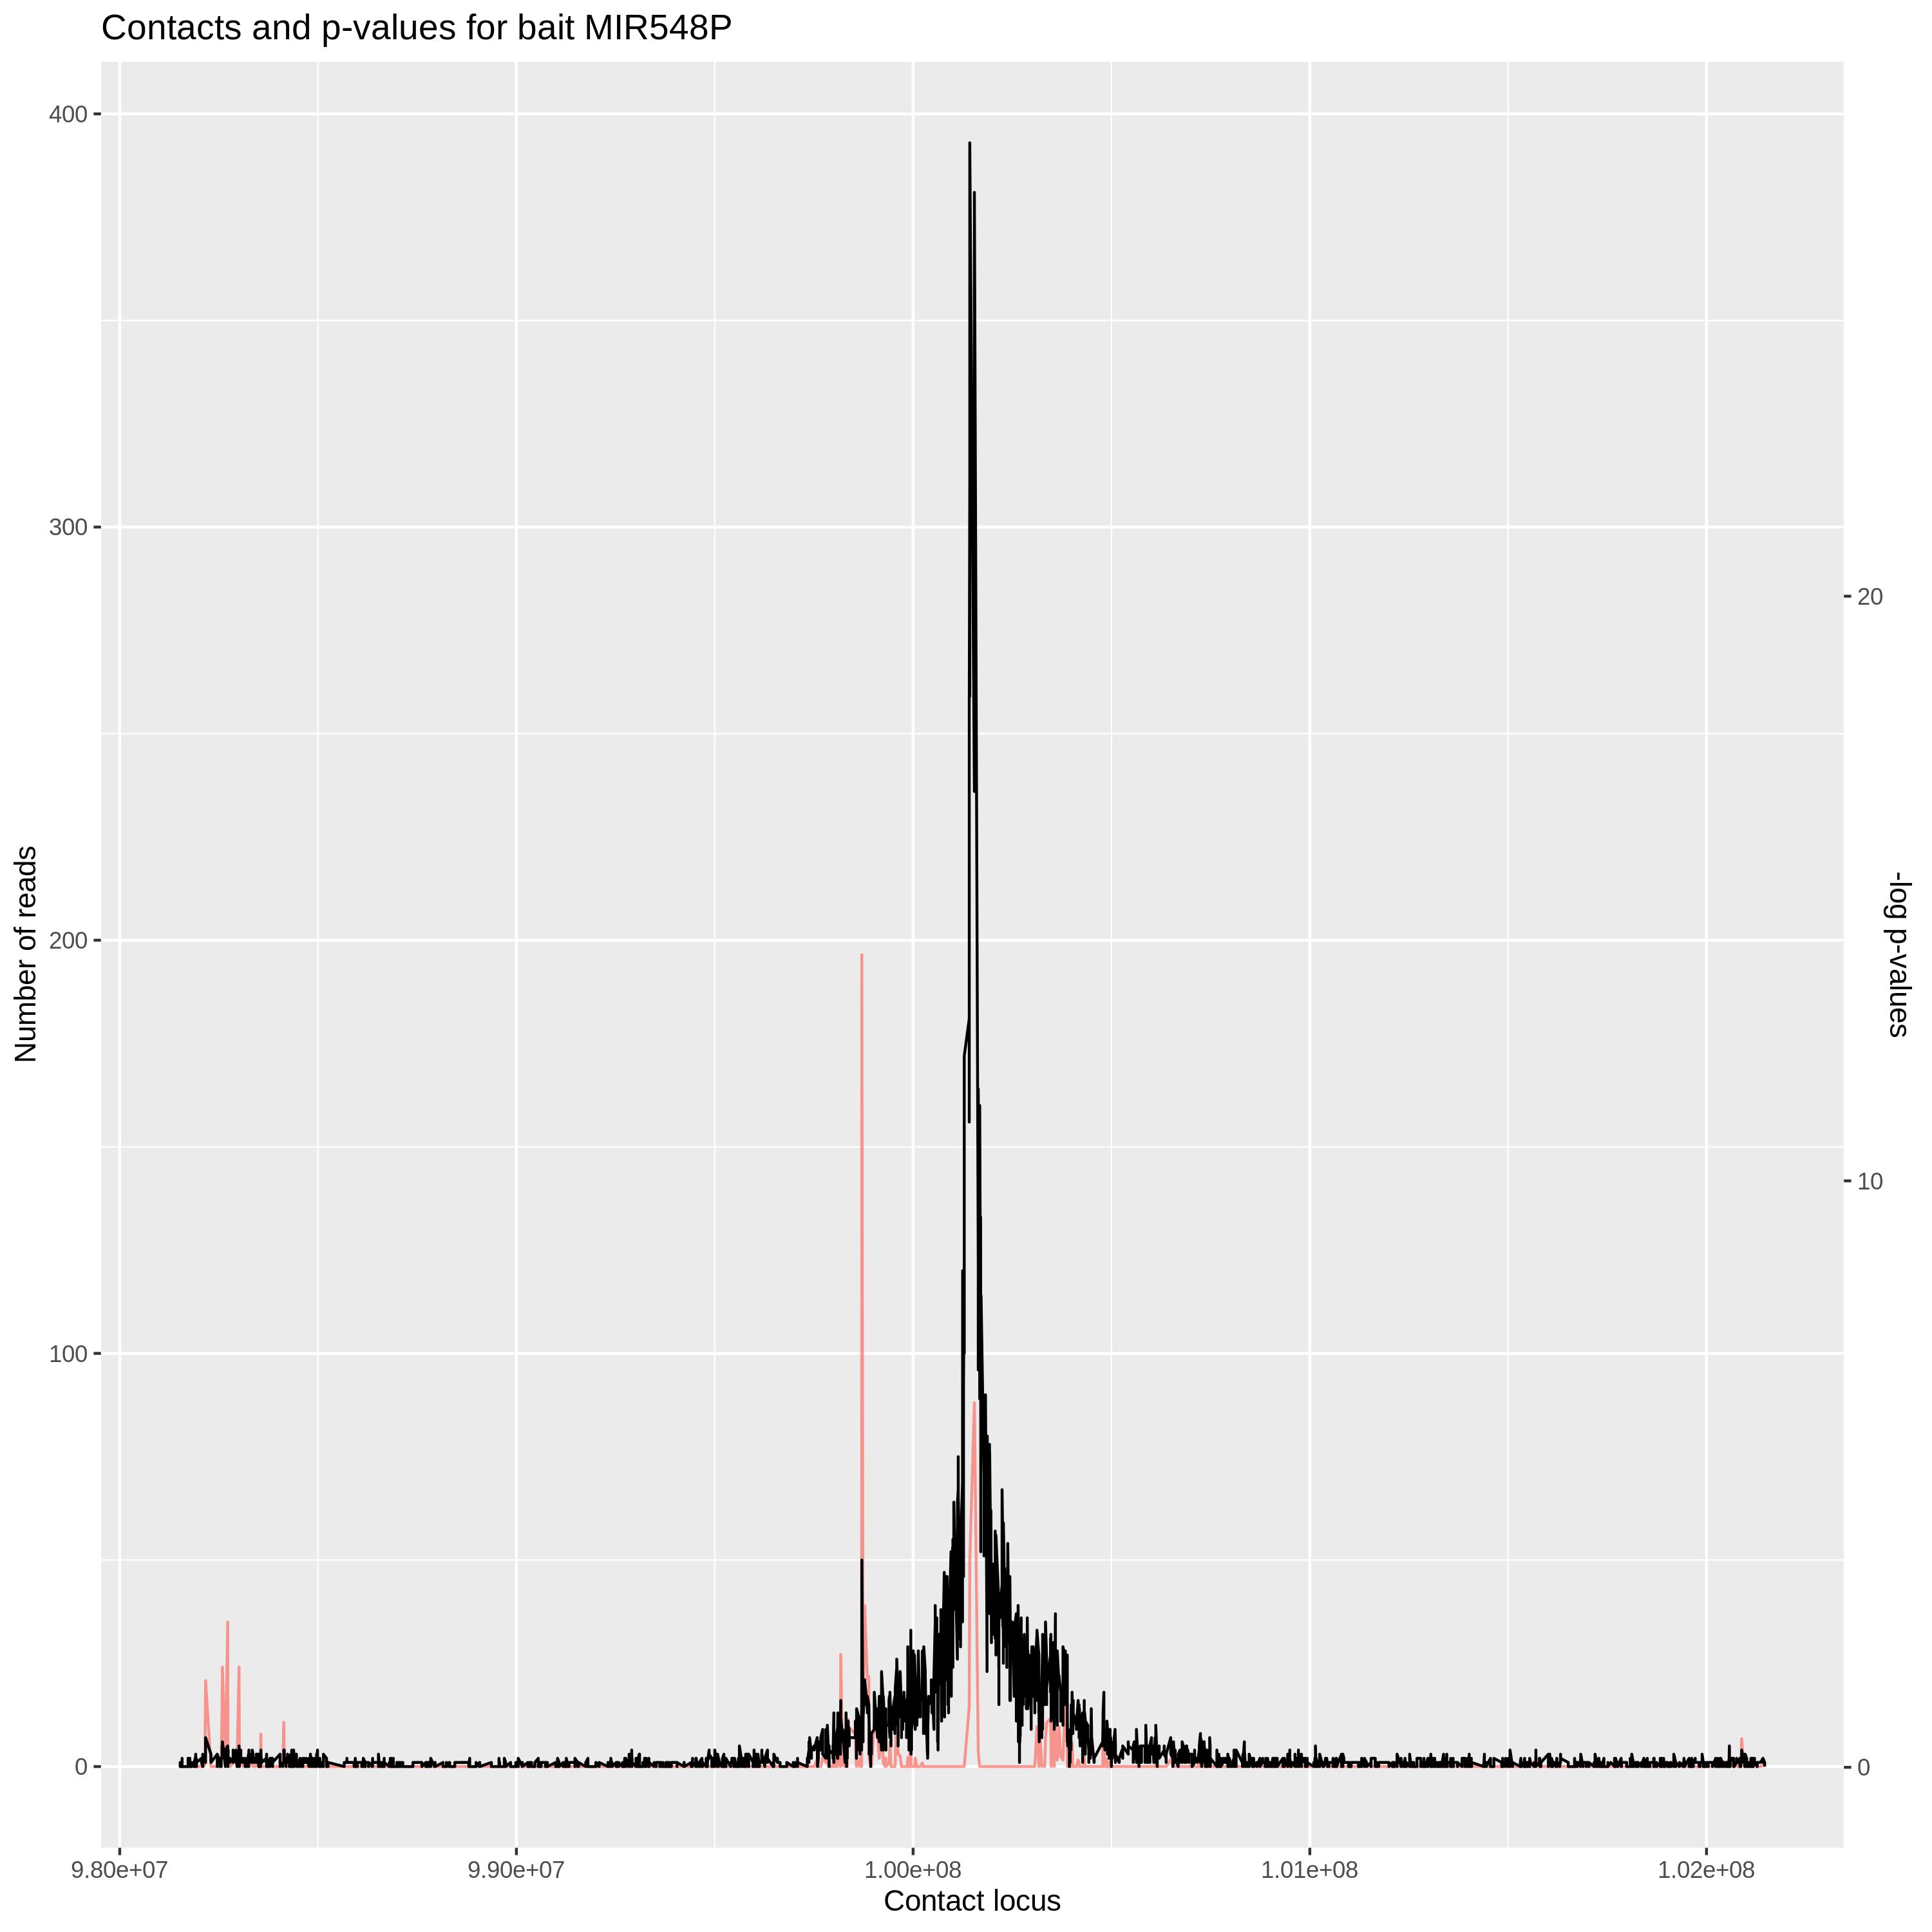 Contacts and p-values for bait MIR548P
400
300
200
100
0
Number of reads
20
10
0
-log p-values
9.80e+07 9.90e+07 1.00e+08 1.01e+08 1.02e+08
Contact locus